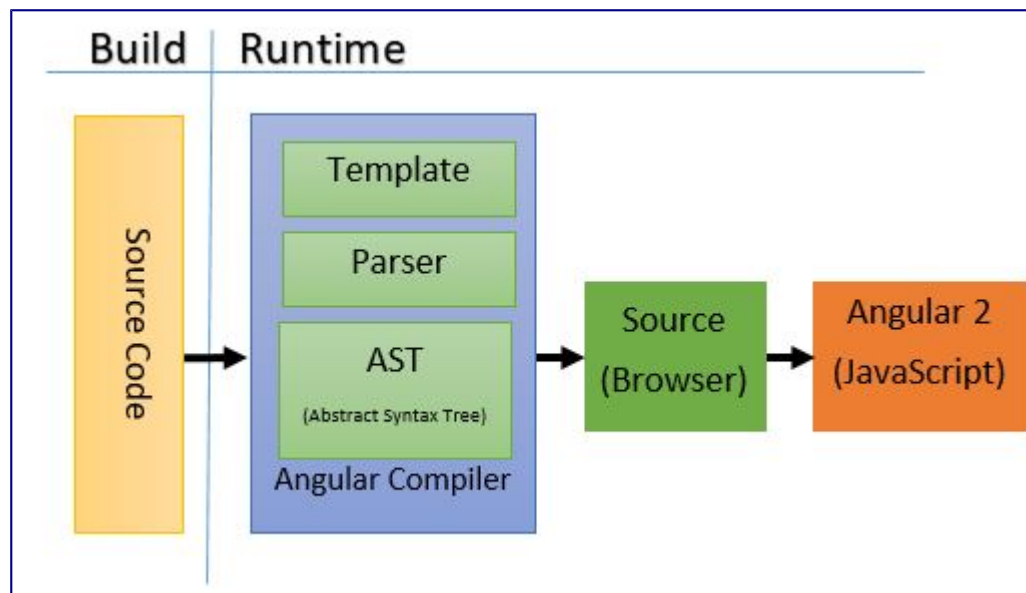 Build
Runtime
Source Code
Template
Parser
AST
(Abstract Syntax Tree)
Angular Compiler
Source
(Browser)
Angular 2
(JavaScript)